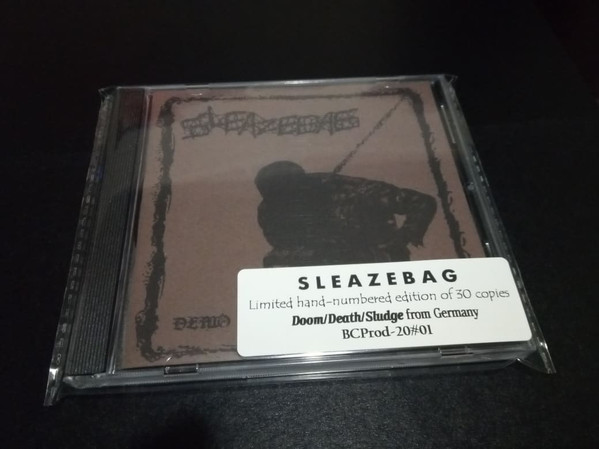 SLEAZEBAG
DEMO
SLEAZEBAG
Limited hand-numbered edition of 30 copies
Doom/Death/Sludge from Germany
BCProd-20#01